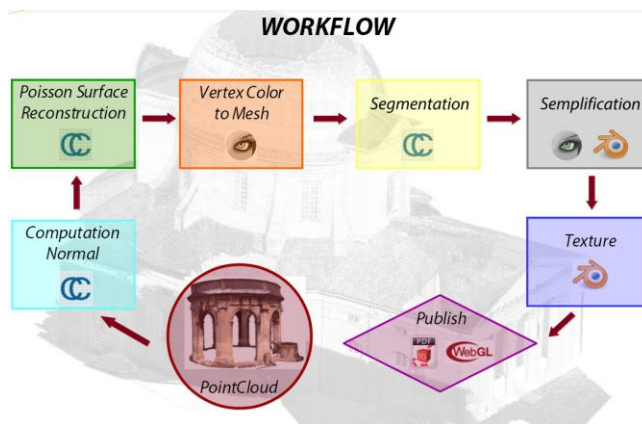 WORKFLOW
Poisson Surface
Reconstruction
Vertex Color
to Mesh
Segmentation
Semplification
Computation
Normal
Texture
PointCloud
Publish
PDF
WebGL